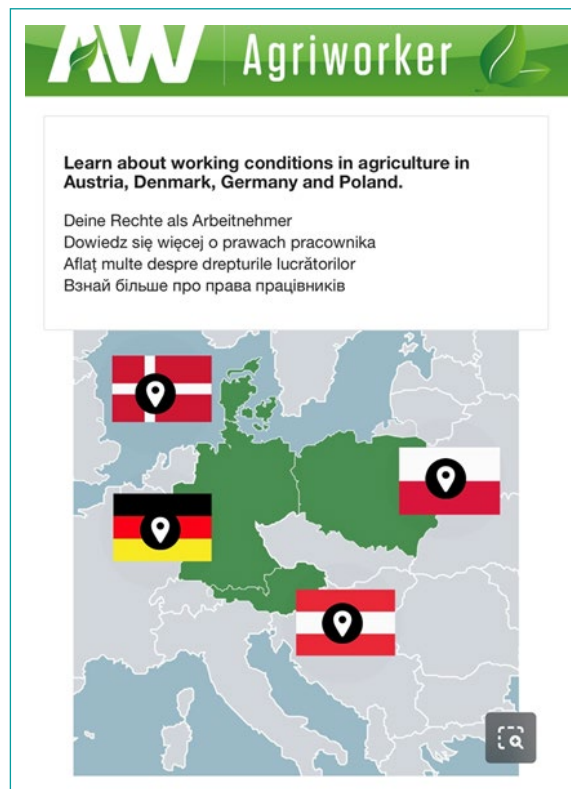 AW Agriworker
Learn about working conditions in agriculture in
Austria, Denmark, Germany and Poland.
Deine Rechte als Arbeitnehmer
Dowiedz się więcej o prawach pracownika
Aflaț multe despre drepturile lucrătorilor
Взнай більше про права працівників